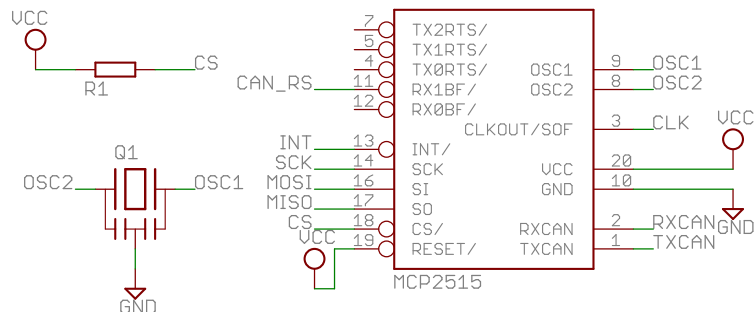 VCC
R1
CS
Q1
OSC2
OSC1
GND
7 TX2RTS/
5 TX1RTS/
4 TX0RTS/
CAN_RS 11 RX1BF/
12 RX0BF/
INT 13 INT/
SCK 14 SCK
MOSI 16 SI
MISO 17 SO
CS 18 CS/
VCC 19 RESET/
OSC1 9 OSC1
OSC2 8 OSC2
CLKOUT/SOF 3 CLK
VCC 20 VCC
GND 10 GND
RXCAN 2 RXCAN
TXCAN 1 TXCAN
MCP2515